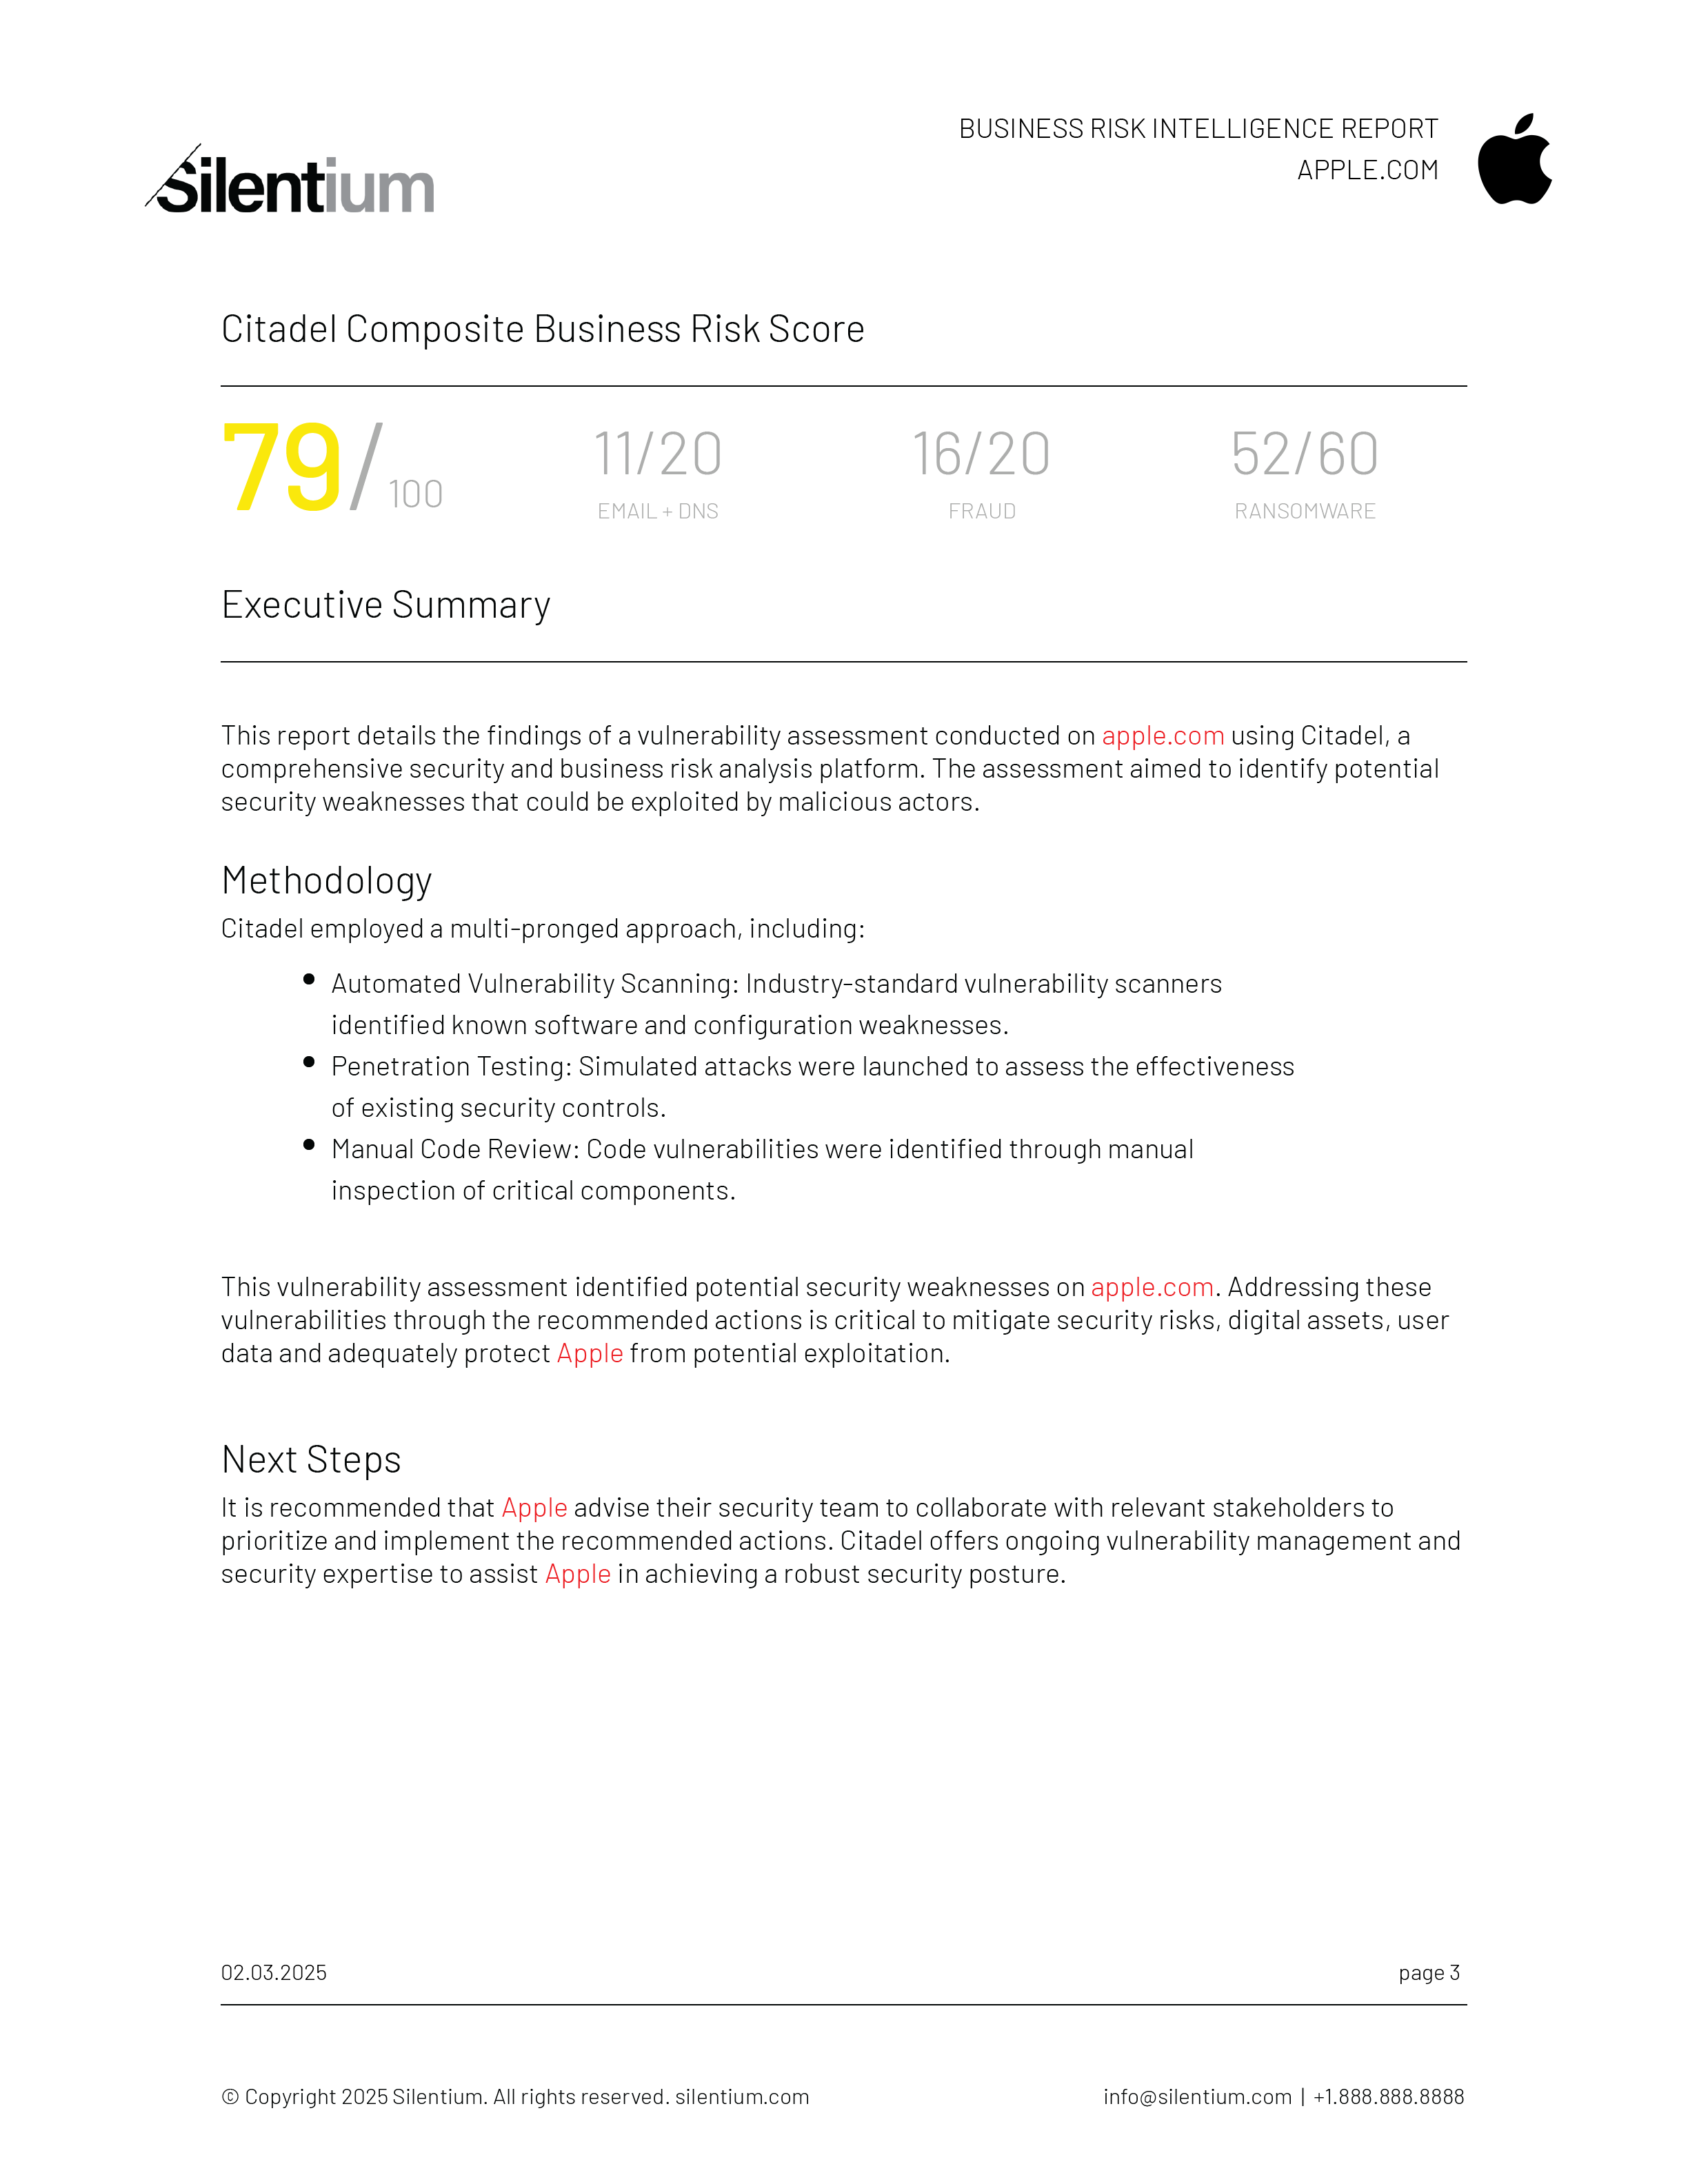 Silentium
BUSINESS RISK INTELLIGENCE REPORT
APPLE.COM
Citadel Composite Business Risk Score
79/100
11/20
EMAIL + DNS
16/20
FRAUD
52/60
RANSOMWARE
Executive Summary
This report details the findings of a vulnerability assessment conducted on apple.com using Citadel, a
comprehensive security and business risk analysis platform. The assessment aimed to identify potential
security weaknesses that could be exploited by malicious actors.
Methodology
Citadel employed a multi-pronged approach, including:
• Automated Vulnerability Scanning: Industry-standard vulnerability scanners
identified known software and configuration weaknesses.
• Penetration Testing: Simulated attacks were launched to assess the effectiveness
of existing security controls.
• Manual Code Review: Code vulnerabilities were identified through manual
inspection of critical components.
This vulnerability assessment identified potential security weaknesses on apple.com. Addressing these
vulnerabilities through the recommended actions is critical to mitigate security risks, digital assets, user
data and adequately protect Apple from potential exploitation.
Next Steps
It is recommended that Apple advise their security team to collaborate with relevant stakeholders to
prioritize and implement the recommended actions. Citadel offers ongoing vulnerability management and
security expertise to assist Apple in achieving a robust security posture.
02.03.2025
page 3
© Copyright 2025 Silentium. All rights reserved. silentium.com
info@silentium.com | +1.888.888.8888